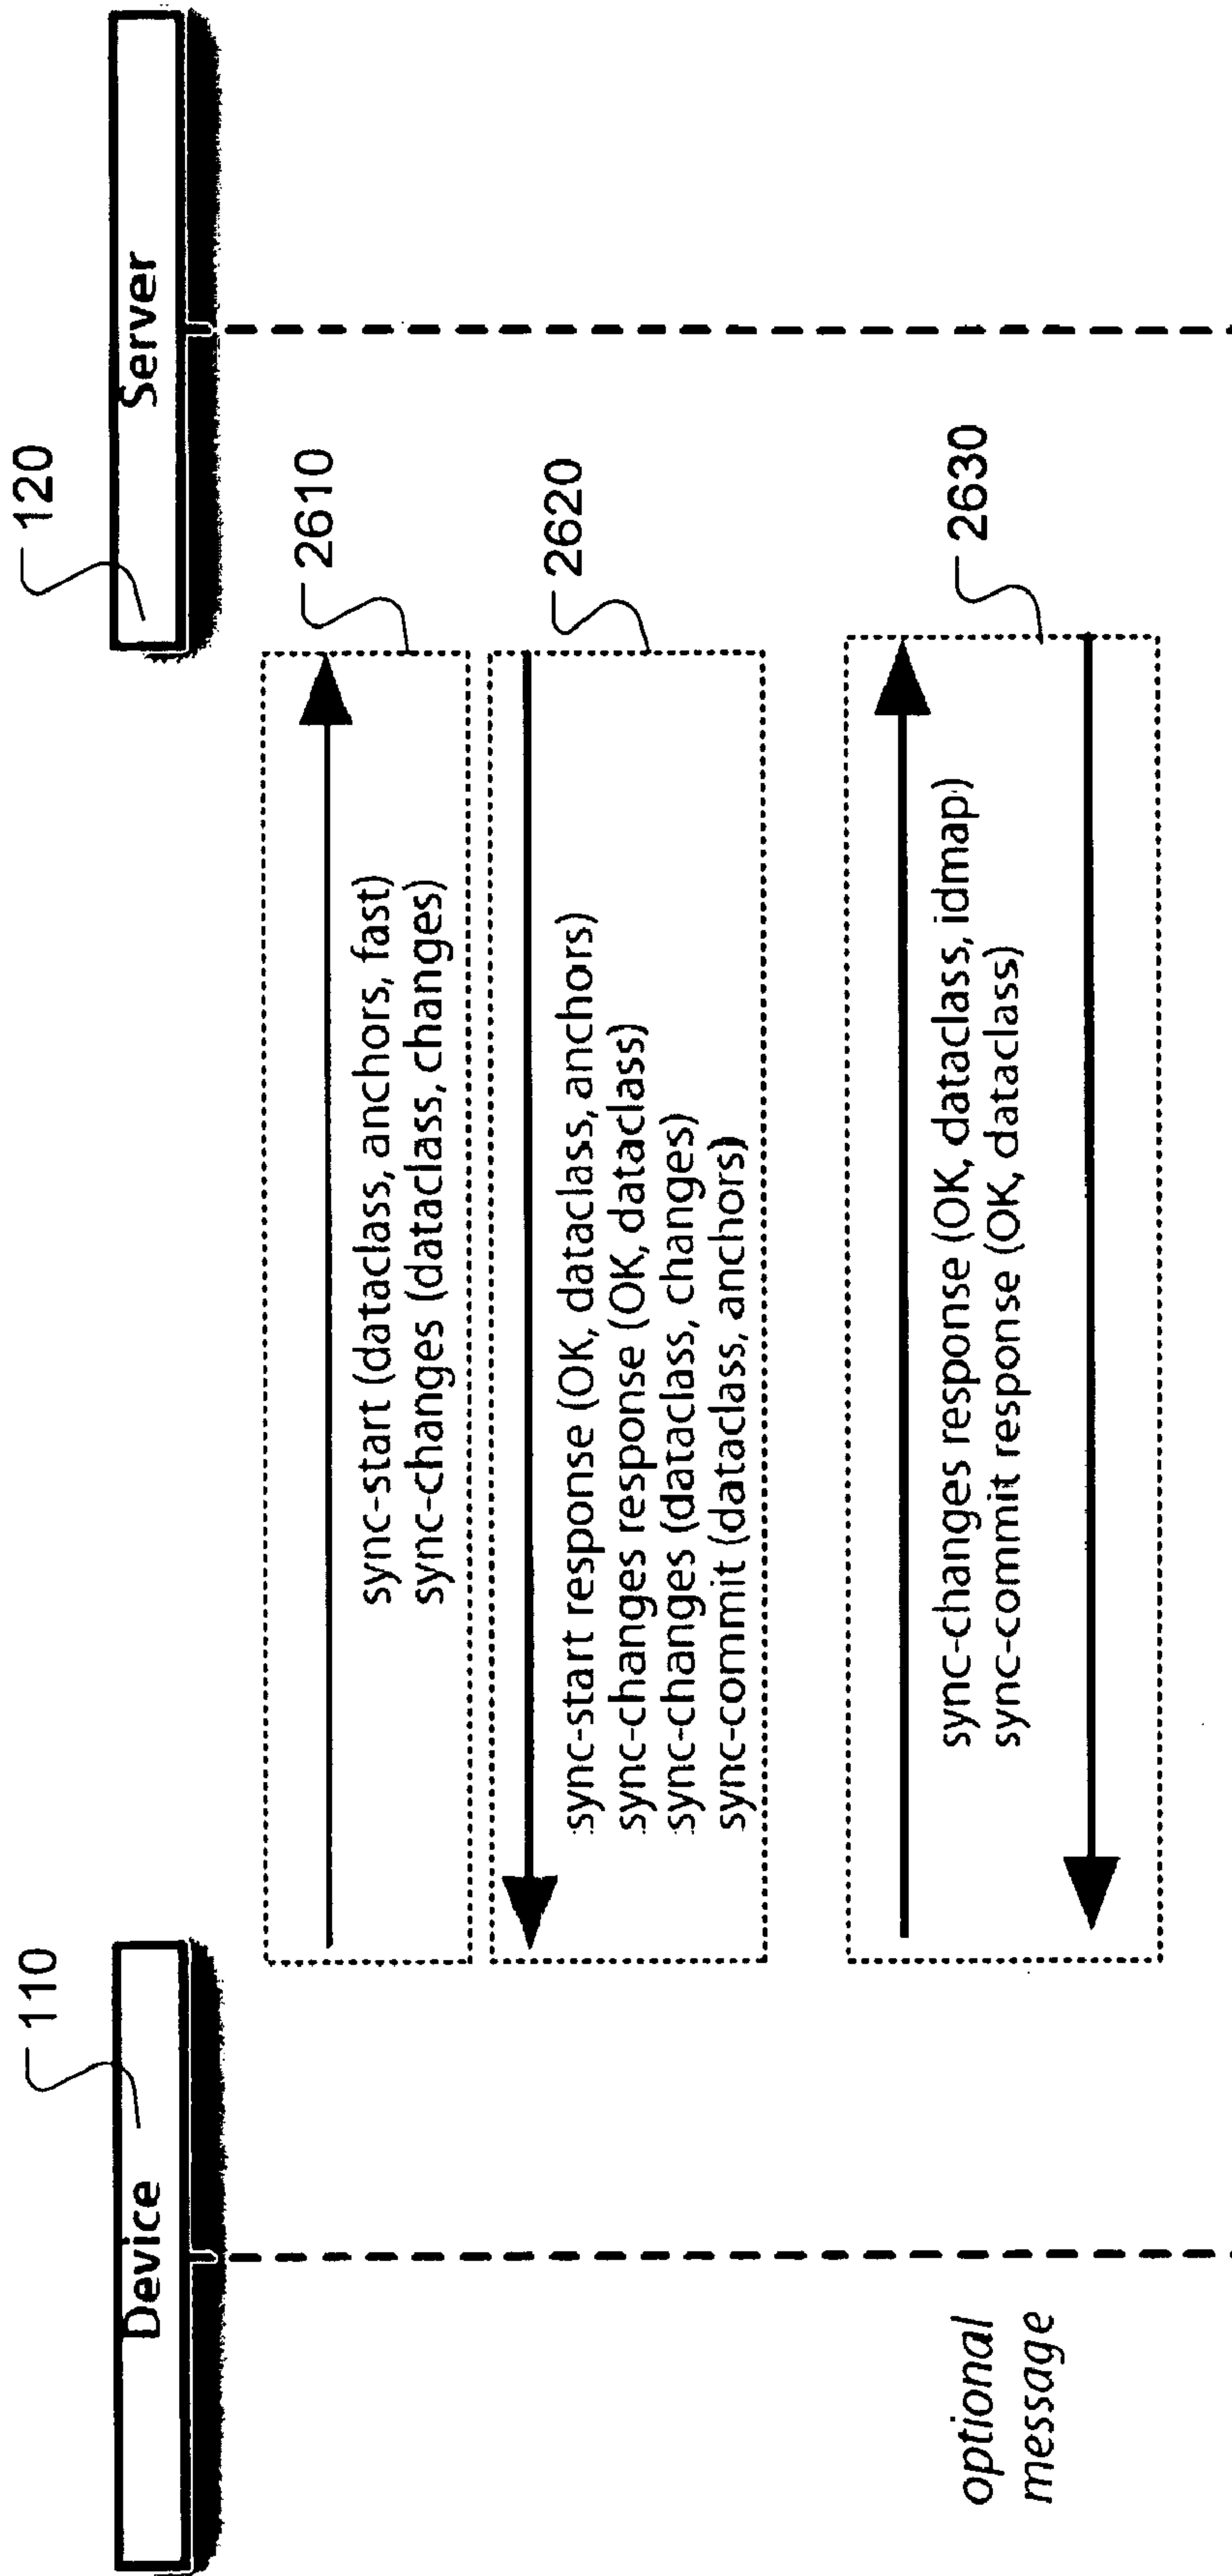 110
120
Device
Server
2610
sync-start (dataclass, anchors, fast)
sync-changes (dataclass, changes)
2620
sync-start response (OK, dataclass, anchors)
sync-changes response (OK, dataclass)
sync-changes (dataclass, changes)
sync-commit (dataclass, anchors)
2630
optional
message
sync-changes response (OK, dataclass, idmap)
sync-commit response (OK, dataclass)